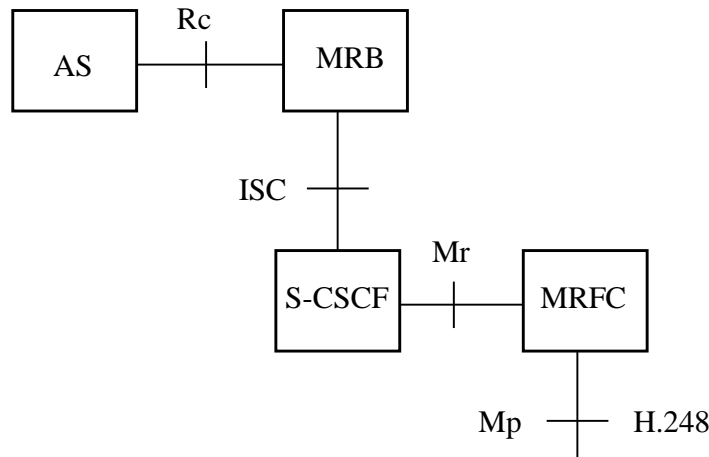 Rc
AS
MRB
ISC
Mr
S-CSCF
MRFC
Mp
H.248